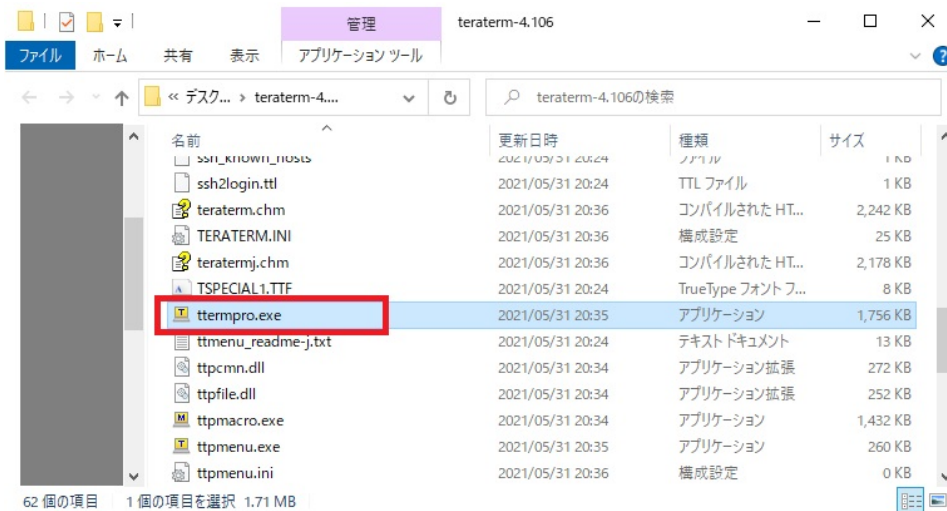 管理 teraterm-4.106
ファイル ホーム 共有 表示 アプリケーション ツール
« デスク... › teraterm-4.... teraterm-4.106の検索
名前 更新日時 種類 サイズ
ssh_known_hosts 2021/05/31 20:24 ファイル 1 KB
ssh2login.ttl 2021/05/31 20:24 TTL ファイル 1 KB
teraterm.chm 2021/05/31 20:36 コンパイルされた HT... 2,242 KB
TERATERM.INI 2021/05/31 20:36 構成設定 25 KB
teratermj.chm 2021/05/31 20:36 コンパイルされた HT... 2,178 KB
TSPECIAL1.TTF 2021/05/31 20:24 TrueType フォント フ... 8 KB
ttermpro.exe 2021/05/31 20:35 アプリケーション 1,756 KB
ttmenu_readme-j.txt 2021/05/31 20:24 テキスト ドキュメント 13 KB
ttpcmn.dll 2021/05/31 20:34 アプリケーション拡張 272 KB
ttpfile.dll 2021/05/31 20:34 アプリケーション拡張 252 KB
ttpmacro.exe 2021/05/31 20:34 アプリケーション 1,432 KB
ttpmenu.exe 2021/05/31 20:35 アプリケーション 260 KB
ttpmenu.ini 2021/05/31 20:36 構成設定 0 KB
62 個の項目 1 個の項目を選択 1.71 MB